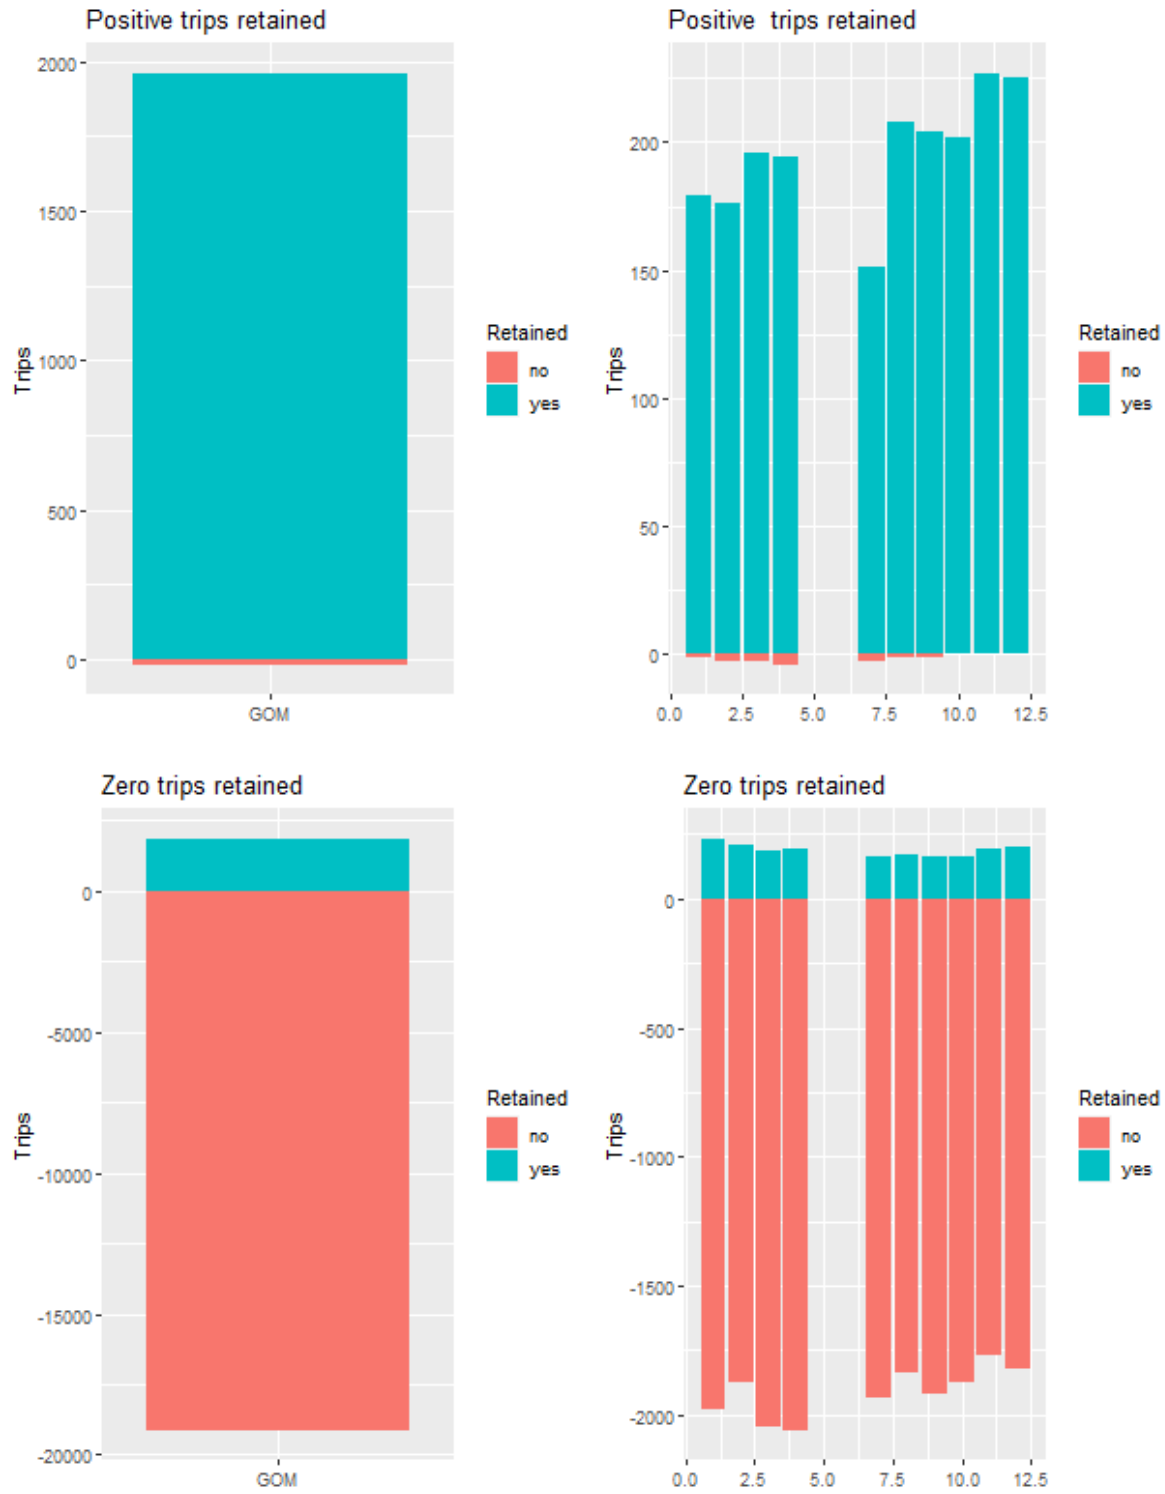 Positive trips retained
2000
1500
1000
500
0
Trips
GOM
Retained
no
yes
Positive  trips retained
200
150
100
50
0
Trips
0.0 2.5 5.0 7.5 10.0 12.5
Retained
no
yes
Zero trips retained
0
-5000
-10000
-15000
-20000
Trips
GOM
Retained
no
yes
Zero trips retained
0
-500
-1000
-1500
-2000
Trips
0.0 2.5 5.0 7.5 10.0 12.5
Retained
no
yes